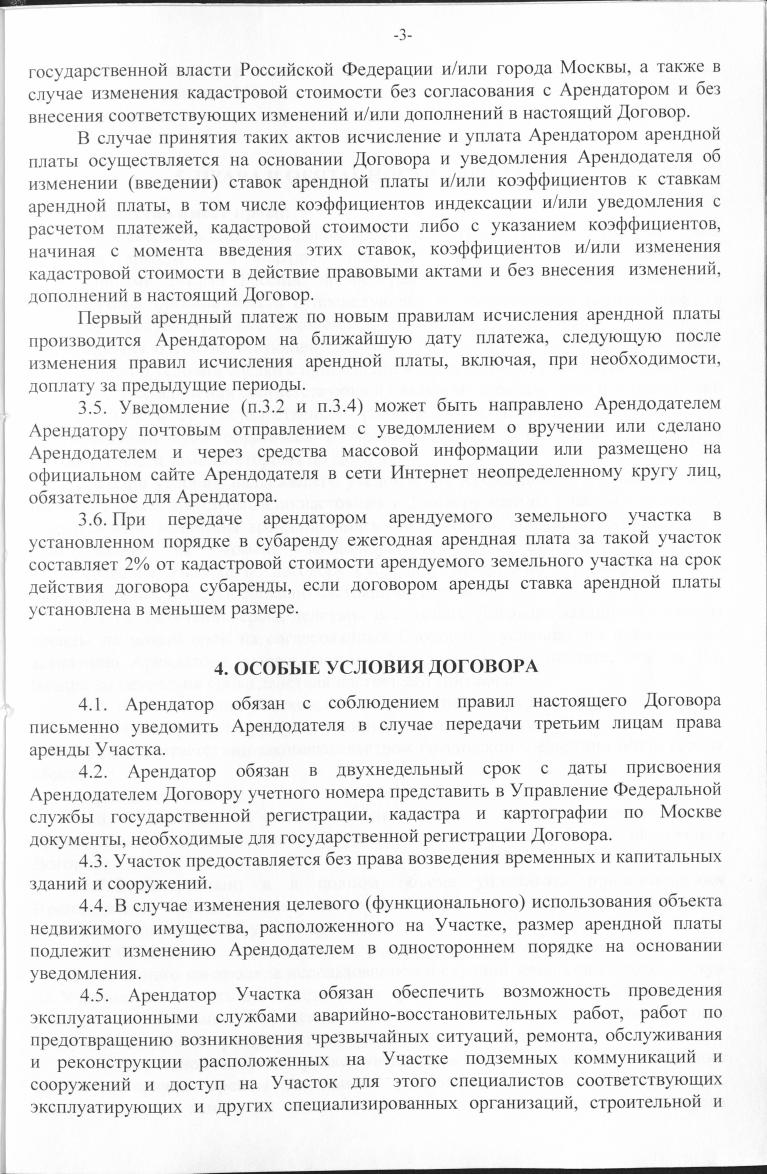 -3-
государственной власти Российской Федерации и/или города Москвы, а также в
случае изменения кадастровой стоимости без согласования с Арендатором и без
внесения соответствующих изменений и/или дополнений в настоящий Договор.
В случае принятия таких актов исчисление и уплата Арендатором арендной
платы осуществляется на основании Договора и уведомления Арендодателя об
изменении (введении) ставок арендной платы и/или коэффициентов к ставкам
арендной платы, в том числе коэффициентов индексации и/или уведомления с
расчетом платежей, кадастровой стоимости либо с указанием коэффициентов,
начиная с момента введения этих ставок, коэффициентов и/или изменения
кадастровой стоимости в действие правовыми актами и без внесения изменений,
дополнений в настоящий Договор.
Первый арендный платеж по новым правилам исчисления арендной платы
производится Арендатором на ближайшую дату платежа, следующую после
изменения правил исчисления арендной платы, включая, при необходимости,
доплату за предыдущие периоды.
3.5. Уведомление (п.3.2 и п.3.4) может быть направлено Арендодателем
Арендатору почтовым отправлением с уведомлением о вручении или сделано
Арендодателем и через средства массовой информации или размещено на
официальном сайте Арендодателя в сети Интернет неопределенному кругу лиц,
обязательное для Арендатора.
3.6. При передаче арендатором арендуемого земельного участка в
установленном порядке в субаренду ежегодная арендная плата за такой участок
составляет 2% от кадастровой стоимости арендуемого земельного участка на срок
действия договора субаренды, если договором аренды ставка арендной платы
установлена в меньшем размере.
4. ОСОБЫЕ УСЛОВИЯ ДОГОВОРА
4.1. Арендатор обязан с соблюдением правил настоящего Договора
письменно уведомить Арендодателя в случае передачи третьим лицам права
аренды Участка.
4.2. Арендатор обязан в двухнедельный срок с даты присвоения
Арендодателем Договору учетного номера представить в Управление Федеральной
службы государственной регистрации, кадастра и картографии по Москве
документы, необходимые для государственной регистрации Договора.
4.3. Участок предоставляется без права возведения временных и капитальных
зданий и сооружений.
4.4. В случае изменения целевого (функционального) использования объекта
недвижимого имущества, расположенного на Участке, размер арендной платы
подлежит изменению Арендодателем в одностороннем порядке на основании
уведомления.
4.5. Арендатор Участка обязан обеспечить возможность проведения
эксплуатационными службами аварийно-восстановительных работ, работ по
предотвращению возникновения чрезвычайных ситуаций, ремонта, обслуживания
и реконструкции расположенных на Участке подземных коммуникаций и
сооружений и доступ на Участок для этого специалистов соответствующих
эксплуатирующих и других специализированных организаций, строительной и